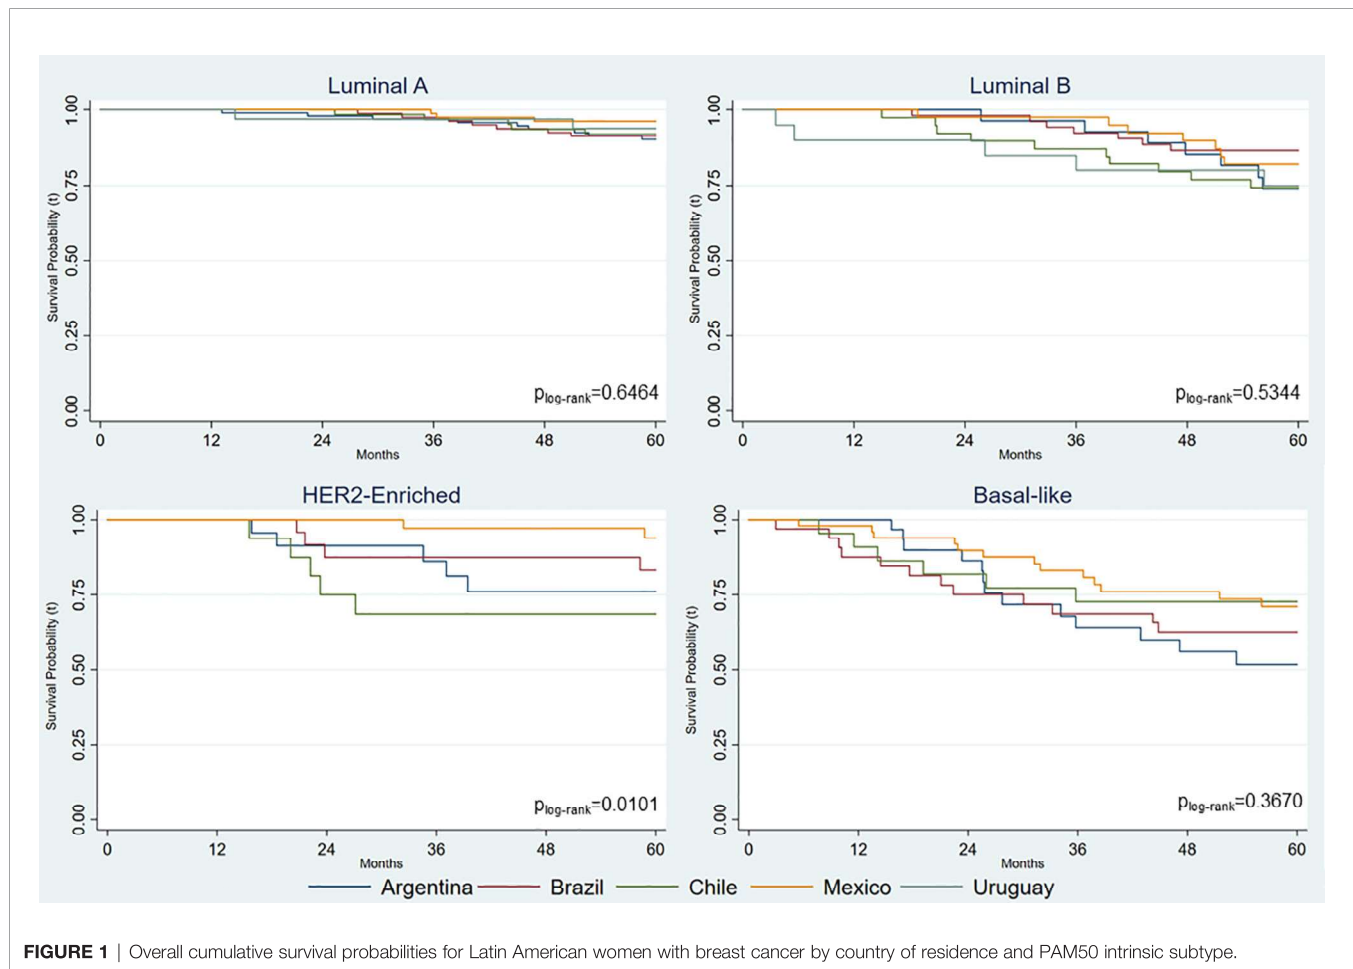 Luminal A
Survival Probability (t)
1.00
0.75
0.50
0.25
0.00
p log-rank=0.6464
0 12 24 36 48 60
Months
Luminal B
Survival Probability (t)
1.00
0.75
0.50
0.25
0.00
p log-rank=0.5344
0 12 24 36 48 60
Months
HER2-Enriched
Survival Probability (t)
1.00
0.75
0.50
0.25
0.00
p log-rank=0.0101
0 12 24 36 48 60
Months
Basal-like
Survival Probability (t)
1.00
0.75
0.50
0.25
0.00
p log-rank=0.3670
0 12 24 36 48 60
Months
Argentina Brazil Chile Mexico Uruguay
FIGURE 1 | Overall cumulative survival probabilities for Latin American women with breast cancer by country of residence and PAM50 intrinsic subtype.